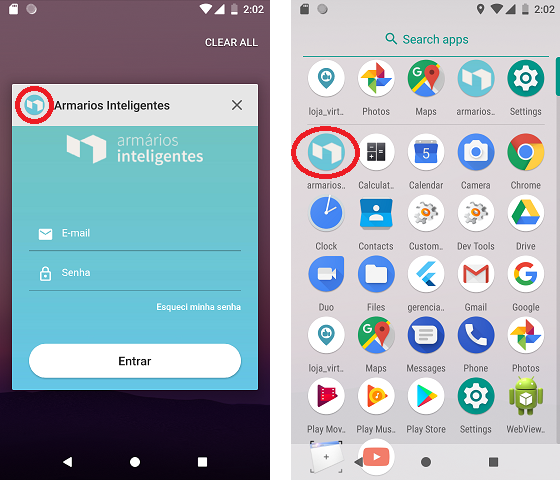 2:02
CLEAR ALL
Armarios Inteligentes
armários
inteligentes
E-mail
Senha
Esqueci minha senha
Entrar
2:02
Search apps
loja_virt.. Photos Maps armarios.. Settings
armarios.. Calculat.. Calendar Camera Chrome
5
Clock Contacts Custom.. Dev Tools Drive
Duo Files gerencia.. Gmail Google
loja_virt.. Maps Messages Phone Photos
Play Mov.. Play Mus.. Play Store Settings WebView..